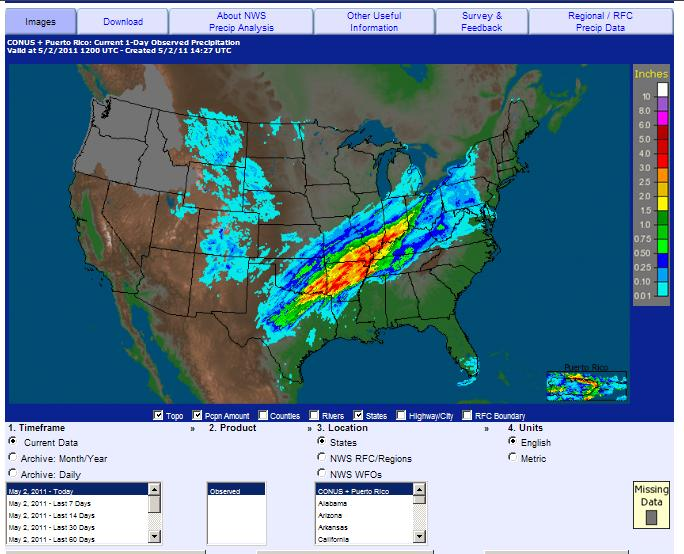 Images
Download
About NWS
Precip Analysis
Other Useful
Information
Survey &
Feedback
Regional / RFC
Precip Data
CONUS + Puerto Rico: Current 1-Day Observed Precipitation
Valid at 5/2/2011 1200 UTC - Created 5/2/11 14:27 UTC
Inches
10
8.0
6.0
5.0
4.0
3.0
2.5
2.0
1.5
1.0
0.75
0.50
0.25
0.10
0.01
Puerto Rico
Topo Pcpn Amount Counties Rivers States Highway/City RFC Boundary
1. Timeframe » 2. Product » 3. Location » 4. Units
Current Data
Archive: Month/Year
Archive: Daily
States
NWS RFC/Regions
NWS WFOs
English
Metric
May 2, 2011 - Today
May 2, 2011 - Last 7 Days
May 2, 2011 - Last 14 Days
May 2, 2011 - Last 30 Days
May 2, 2011 - Last 60 Days
Observed
CONUS + Puerto Rico
Alabama
Arizona
Arkansas
California
Missing
Data